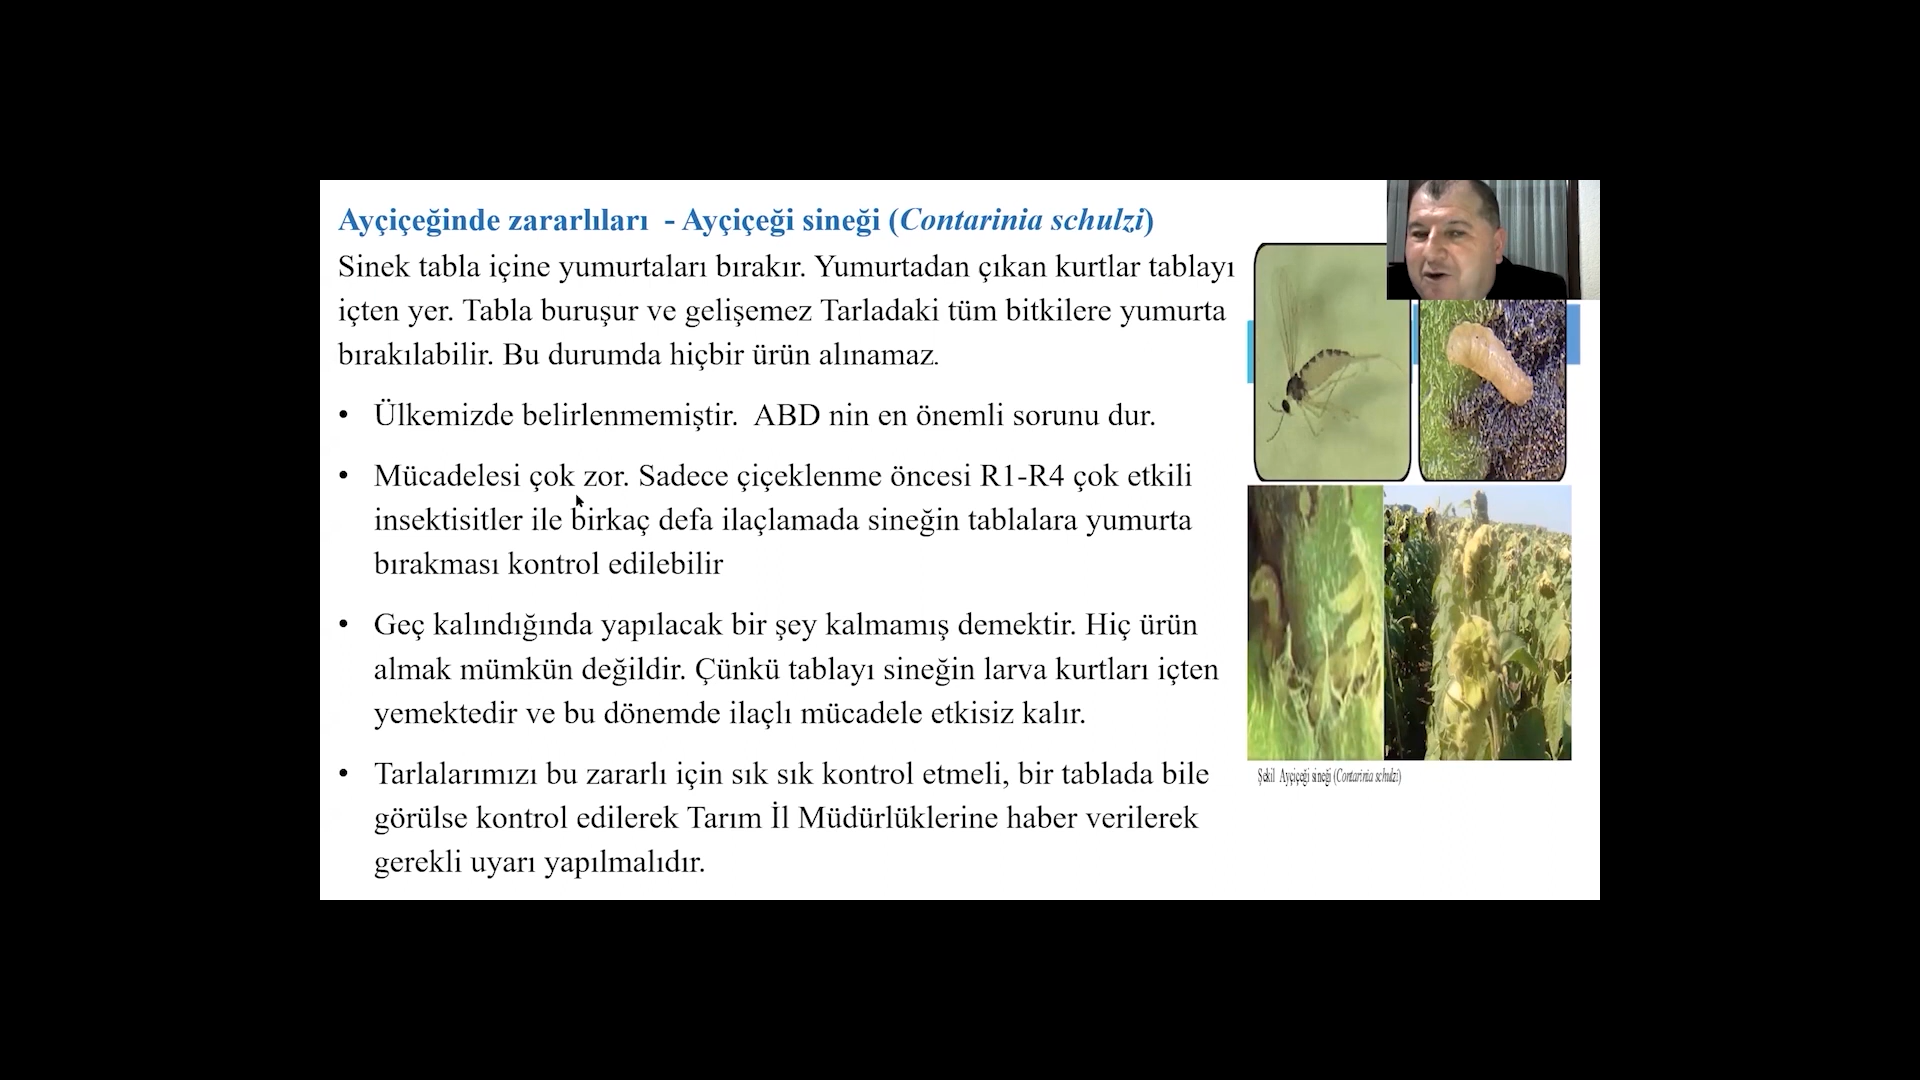 Ayçiçeğinde zararlıları - Ayçiçeği sineği (Contarinia schulzi)
Sinek tabla içine yumurtaları bırakır. Yumurtadan çıkan kurtlar tablayı
içten yer. Tabla buruşur ve gelişemez Tarladaki tüm bitkilere yumurta
bırakılabilir. Bu durumda hiçbir ürün alınamaz.
• Ülkemizde belirlenmemiştir. ABD nin en önemli sorunu dur.
• Mücadelesi çok zor. Sadece çiçeklenme öncesi R1-R4 çok etkili
insektisitler ile birkaç defa ilaçlamada sineğin tablalara yumurta
bırakması kontrol edilebilir
• Geç kalındığında yapılacak bir şey kalmamış demektir. Hiç ürün
almak mümkün değildir. Çünkü tablayı sineğin larva kurtları içten
yemektedir ve bu dönemde ilaçlı mücadele etkisiz kalır.
• Tarlalarımızı bu zararlı için sık sık kontrol etmeli, bir tablada bile
görülse kontrol edilerek Tarım İl Müdürlüklerine haber verilerek
gerekli uyarı yapılmalıdır.
Şekil Ayçiçeği sineği (Contarinia schulzi)